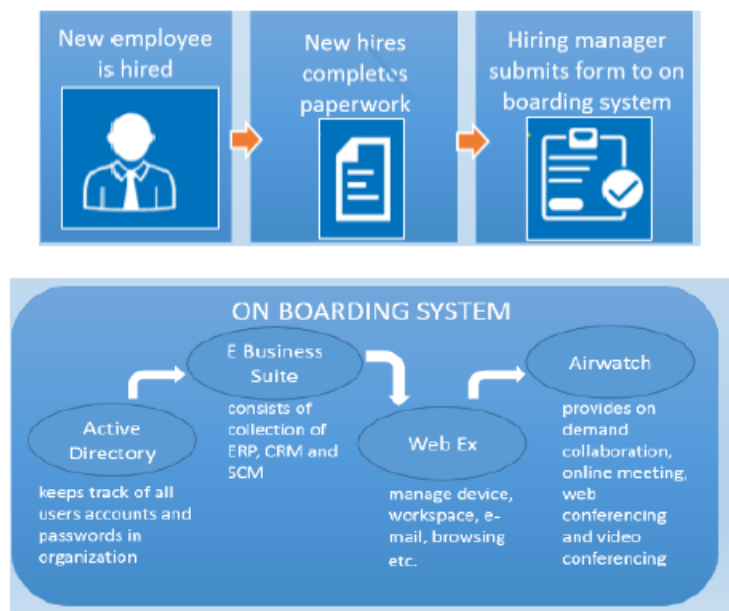 New employee
is hired
New hires
completes
paperwork
Hiring manager
submits form to on
boarding system
ON BOARDING SYSTEM
Active
Directory
keeps track of all
users accounts and
passwords in
organization
E Business
Suite
consists of
collection of
ERP, CRM and
SCM
Web Ex
manage device,
workspace, e-
mail, browsing
etc.
Airwatch
provides on
demand
collaboration,
online meeting,
web
conferencing
and video
conferencing